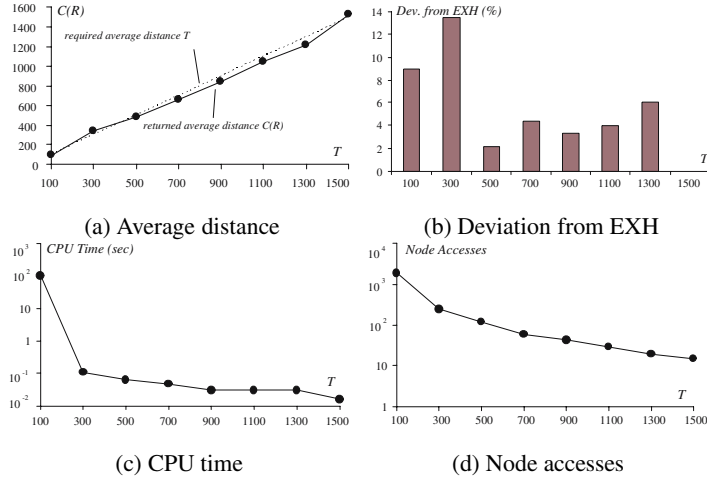 C(R)
1600
1400
1200
1000
800
600
400
200
0
required average distance T
returned average distance C(R)
T
100 300 500 700 900 1100 1300 1500
(a) Average distance
Dev. from EXH (%)
14
12
10
8
6
4
2
0
T
100 300 500 700 900 1100 1300 1500
(b) Deviation from EXH
CPU Time (sec)
10^3
10^2
10
1
10^-1
10^-2
T
100 300 500 700 900 1100 1300 1500
(c) CPU time
Node Accesses
10^4
10^3
10^2
10
1
T
100 300 500 700 900 1100 1300 1500
(d) Node accesses